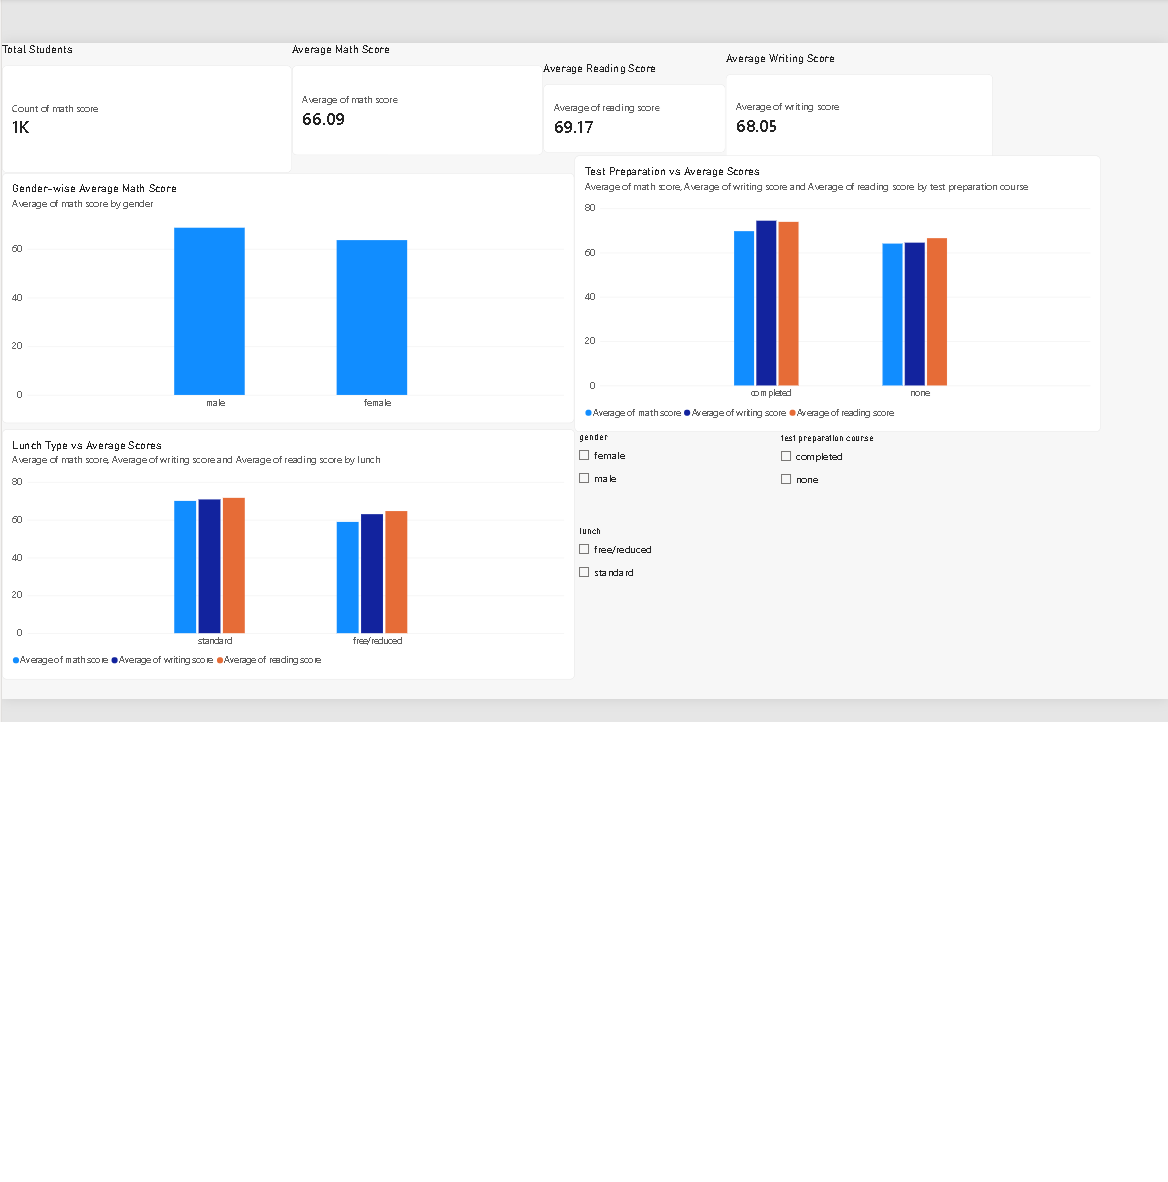 Total Students
Count of math score
1K
Average Math Score
Average of math score
66.09
Average Reading Score
Average of reading score
69.17
Average Writing Score
Average of writing score
68.05
Gender-wise Average Math Score
Average of math score by gender
60
40
20
0
male
female
Test Preparation vs Average Scores
Average of math score, Average of writing score and Average of reading score by test preparation course
80
60
40
20
0
completed
none
Average of math score Average of writing score Average of reading score
Lunch Type vs Average Scores
Average of math score, Average of writing score and Average of reading score by lunch
80
60
40
20
0
standard
free/reduced
Average of math score Average of writing score Average of reading score
gender
female
male
test preparation course
completed
none
lunch
free/reduced
standard